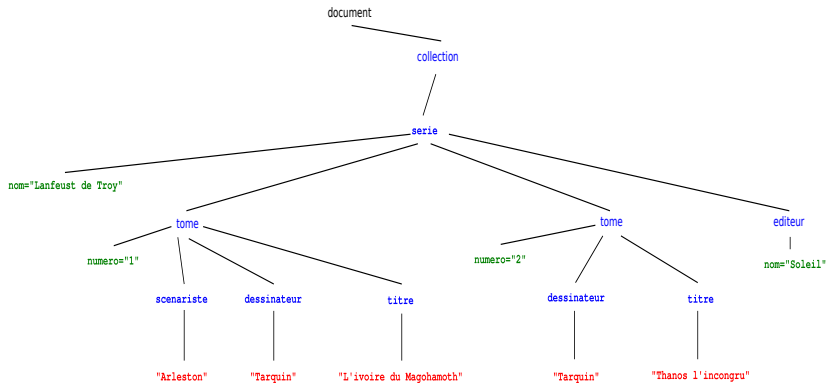 document
collection
serie
nom="Lanfeust de Troy"
tome
tome
editeur
numero="1"
numero="2"
nom="Soleil"
scenariste
dessinateur
titre
dessinateur
titre
"Arleston"
"Tarquin"
"L'ivoire du Magohamoth"
"Tarquin"
"Thanos l'incongru"